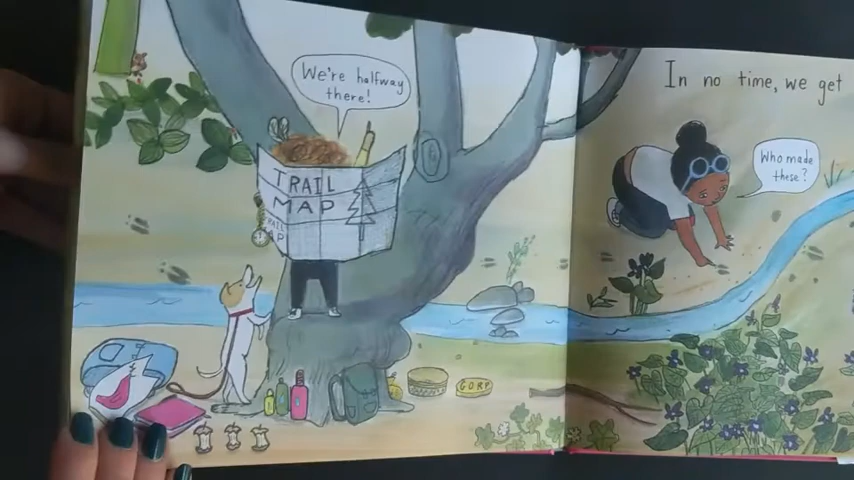 We're halfway
there!
TRAIL
MAP
GORP
In no time, we get
Who made
these?